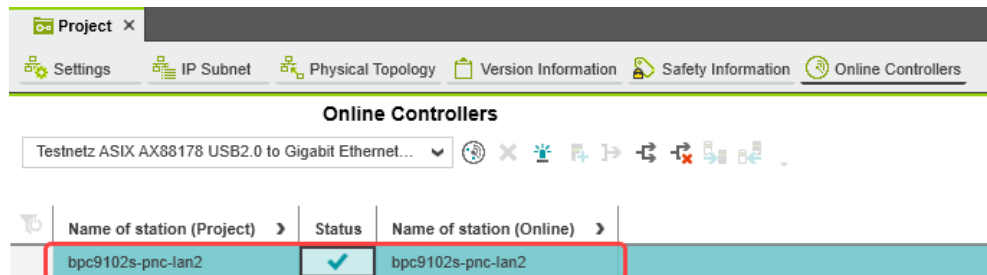 Project
Settings IP Subnet Physical Topology Version Information Safety Information Online Controllers
Online Controllers
Testnetz ASIX AX88178 USB2.0 to Gigabit Ethernet...
Name of station (Project) Status Name of station (Online)
bpc9102s-pnc-lan2 bpc9102s-pnc-lan2